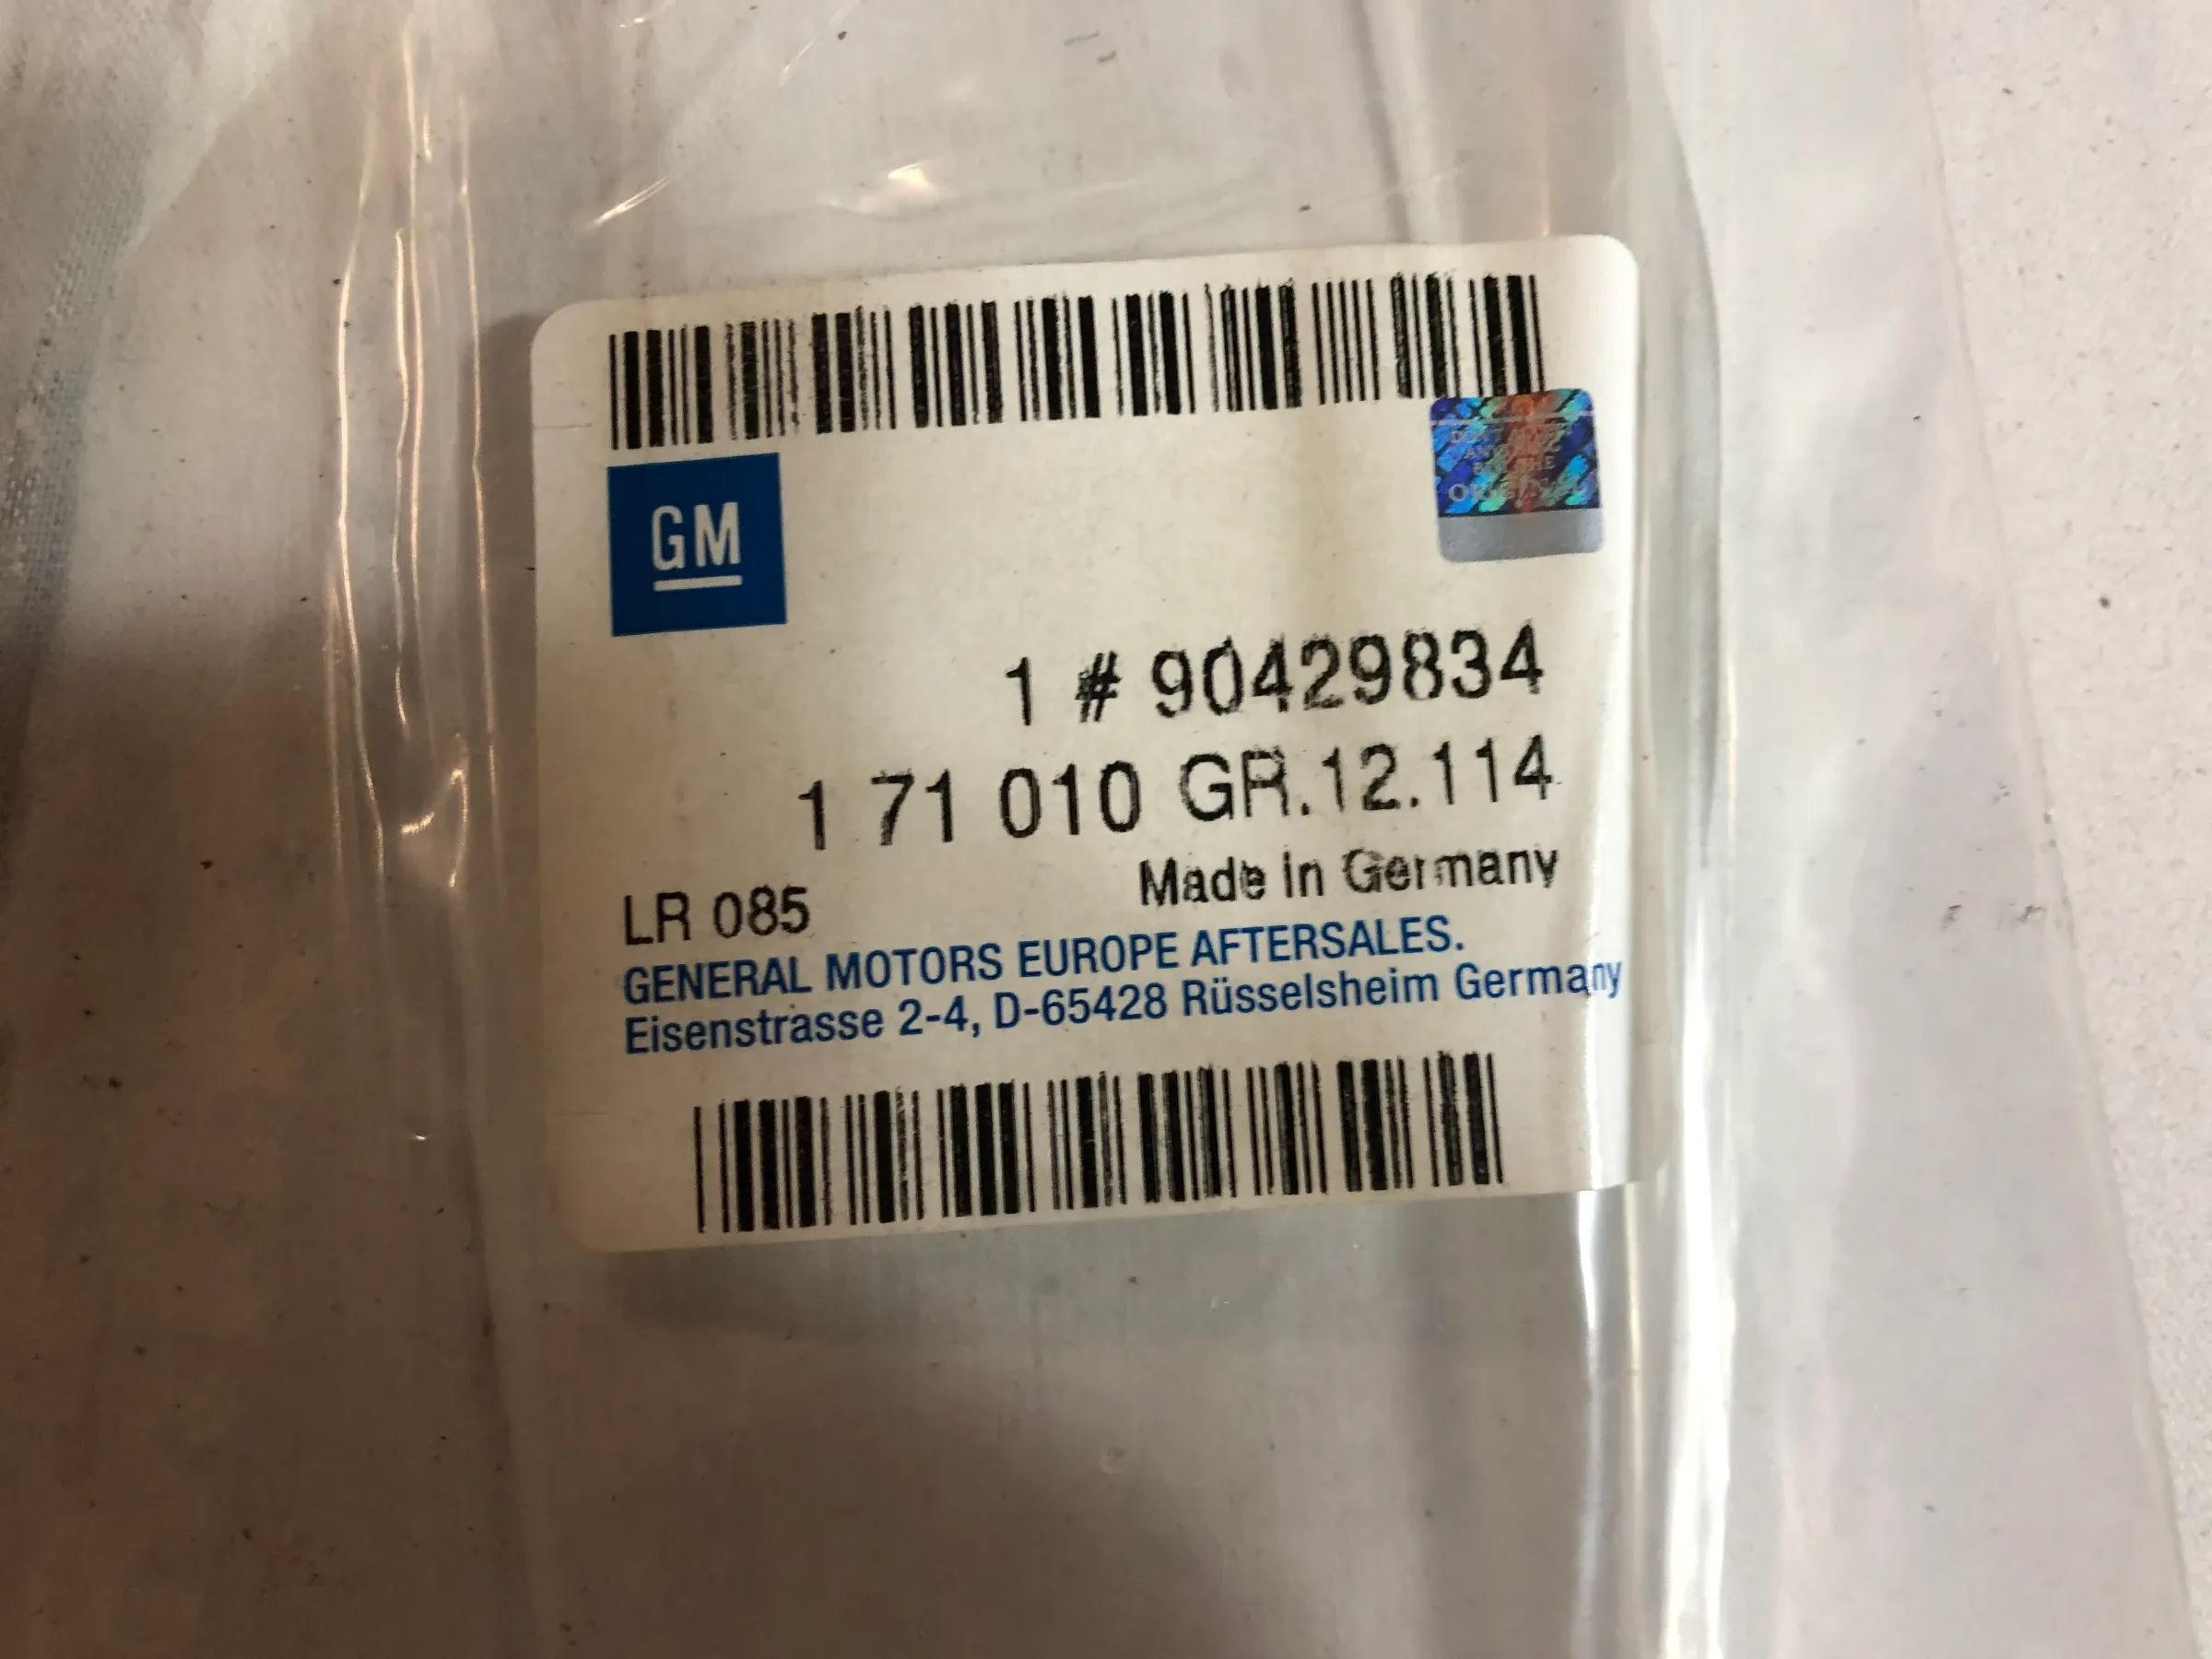 GM
ORIGINAL
1 # 90429834
1 71 010 GR.12.114
Made in Germany
LR 085
GENERAL MOTORS EUROPE AFTERSALES.
Eisenstrasse 2-4, D-65428 Rüsselsheim Germany